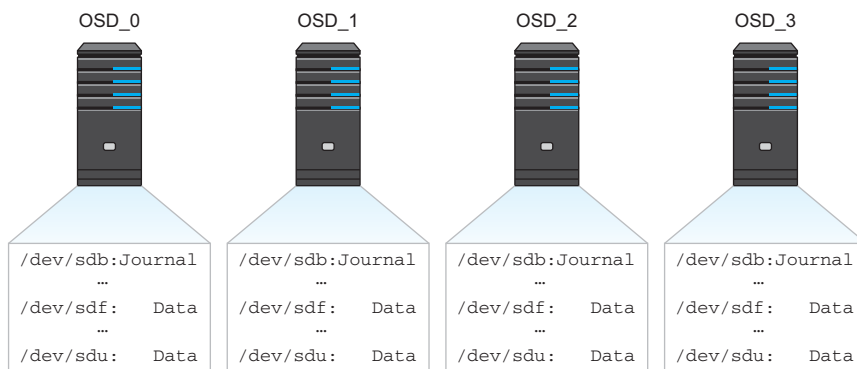 OSD_0 OSD_1 OSD_2 OSD_3
/dev/sdb:Journal /dev/sdb:Journal /dev/sdb:Journal /dev/sdb:Journal
… … … …
/dev/sdf: Data /dev/sdf: Data /dev/sdf: Data /dev/sdf: Data
… … … …
/dev/sdu: Data /dev/sdu: Data /dev/sdu: Data /dev/sdu: Data